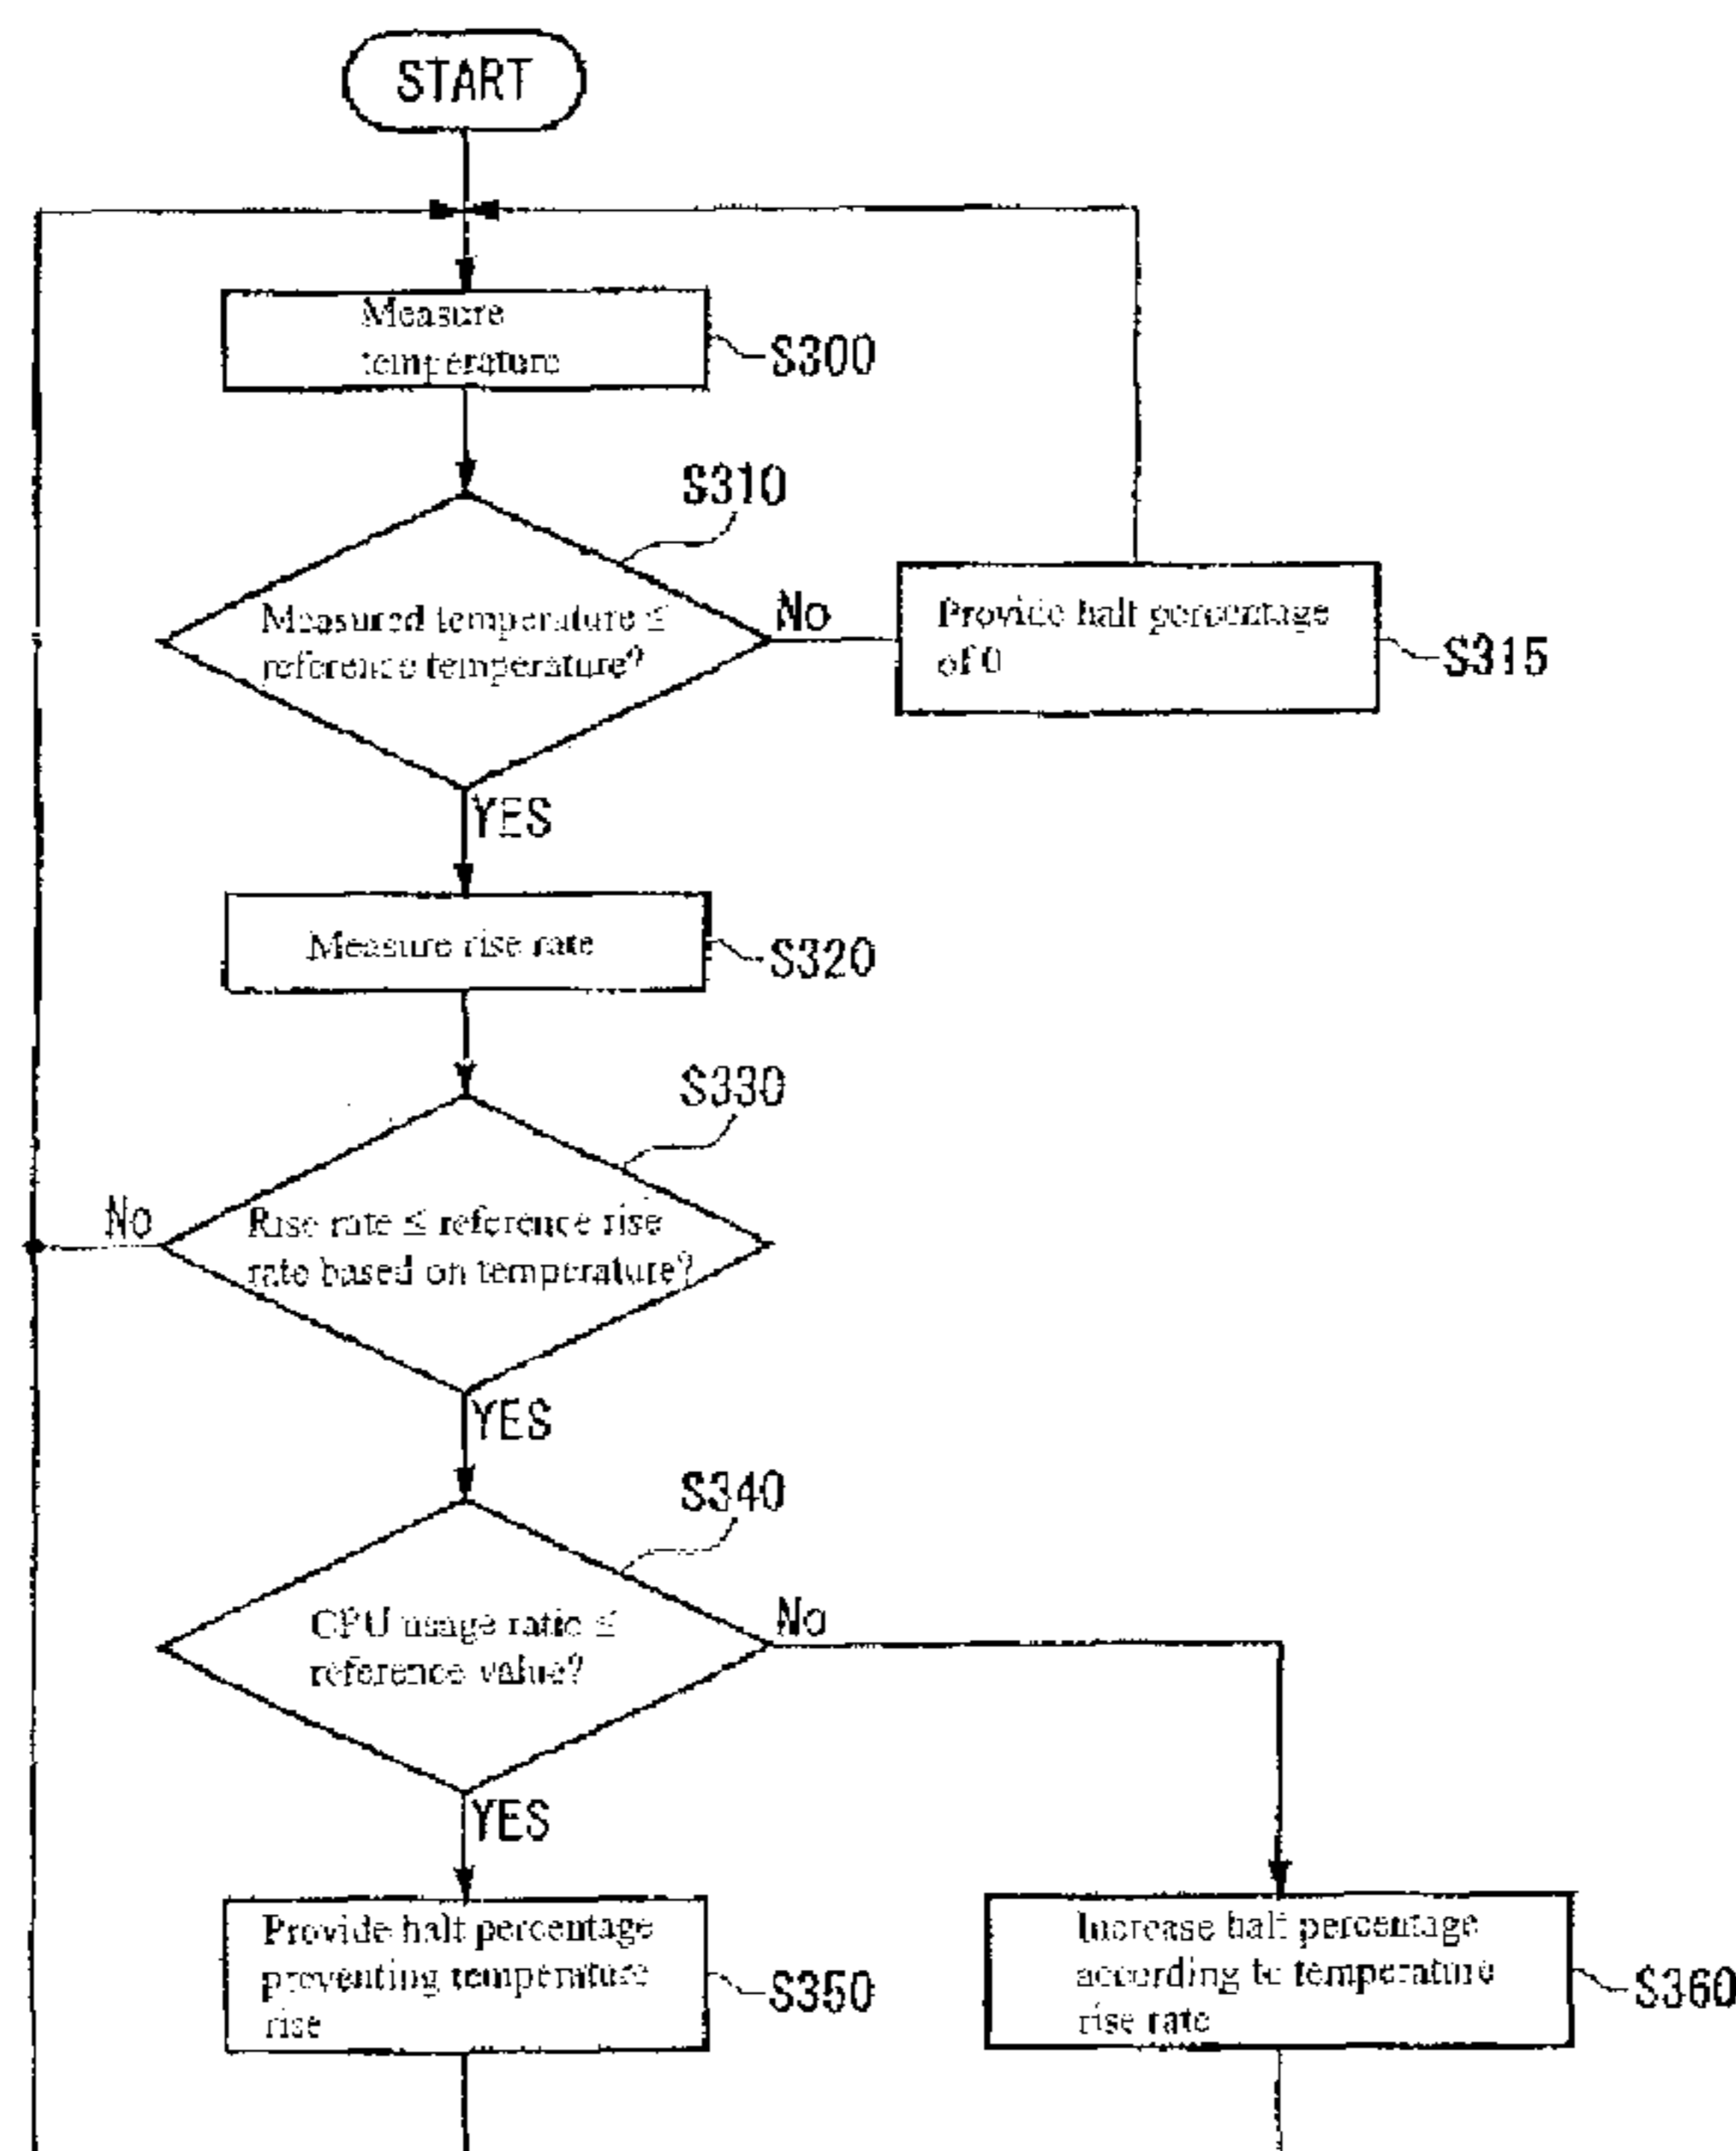 START
Measure
temperature
S300
S310
Measured temperature ≤
reference temperature?
No
Provide halt percentage
of 0
S315
YES
Measure rise rate
S320
S330
Rise rate ≤ reference rise
rate based on temperature?
No
YES
S340
CPU usage ratio ≤
reference value?
No
YES
Provide halt percentage
preventing temperature
rise
S350
Increase halt percentage
according to temperature
rise rate
S360